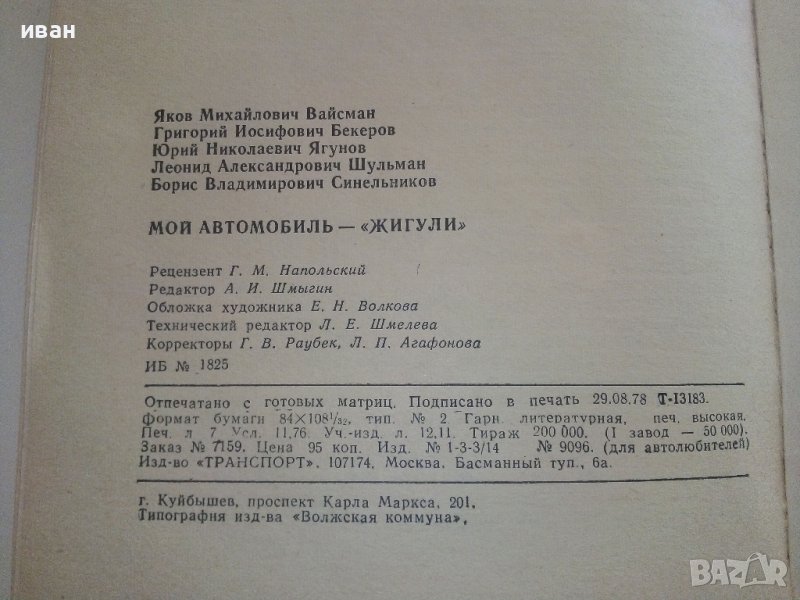 иван
Яков Михайлович Вайсман
Григорий Иосифович Бекеров
Юрий Николаевич Ягунов
Леонид Александрович Шульман
Борис Владимирович Синельников
МОЙ АВТОМОБИЛЬ — «ЖИГУЛИ»
Рецензент Г. М. Напольский
Редактор А. И. Шмыгин
Обложка художника Е. Н. Волкова
Технический редактор Л. Е. Шмелева
Корректоры Г. В. Раубек, Л. П. Агафонова
ИБ № 1825
Отпечатано с готовых матриц. Подписано в печать 29.08.78 Т-13183.
Формат бумаги 84×108¹/₃₂, тип. № 2 Гарн. литературная, печ. высокая.
Печ. л 7 Усл. 11,76 Уч.-изд. л. 12,11. Тираж 200 000. (I завод — 50 000).
Заказ № 7159. Цена 95 коп. Изд. № 1-3-3/14 № 9096. (для автолюбителей)
Изд-во «ТРАНСПОРТ». 107174, Москва. Басманный туп., 6а.
г. Куйбышев, проспект Карла Маркса, 201.
Типография изд-ва «Волжская коммуна».
BAZAR